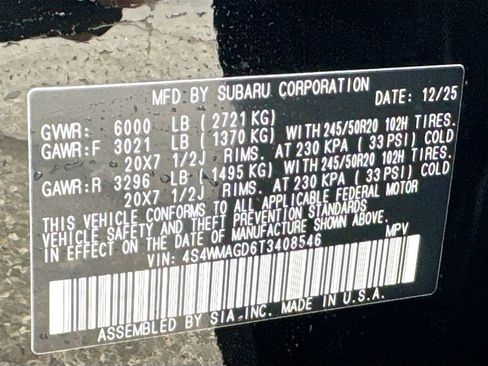 MFD BY SUBARU CORPORATION DATE: 12/25
GVWR: 6000 LB (2721 KG)
GAWR:F 3021 LB (1370 KG) WITH 245/50R20 102H TIRES.
20X7 1/2J RIMS. AT 230 KPA (33 PSI) COLD
GAWR:R 3296 LB (1495 KG) WITH 245/50R20 102H TIRES.
20X7 1/2J RIMS. AT 230 KPA (33 PSI) COLD
THIS VEHICLE CONFORMS TO ALL APPLICABLE FEDERAL MOTOR
VEHICLE SAFETY AND THEFT PREVENTION STANDARDS
IN EFFECT ON THE DATE OF MANUFACTURE SHOWN ABOVE.
VIN: 4S4WMAGD6T3408546 MPV
ASSEMBLED BY SIA-INC. MADE IN U.S.A.